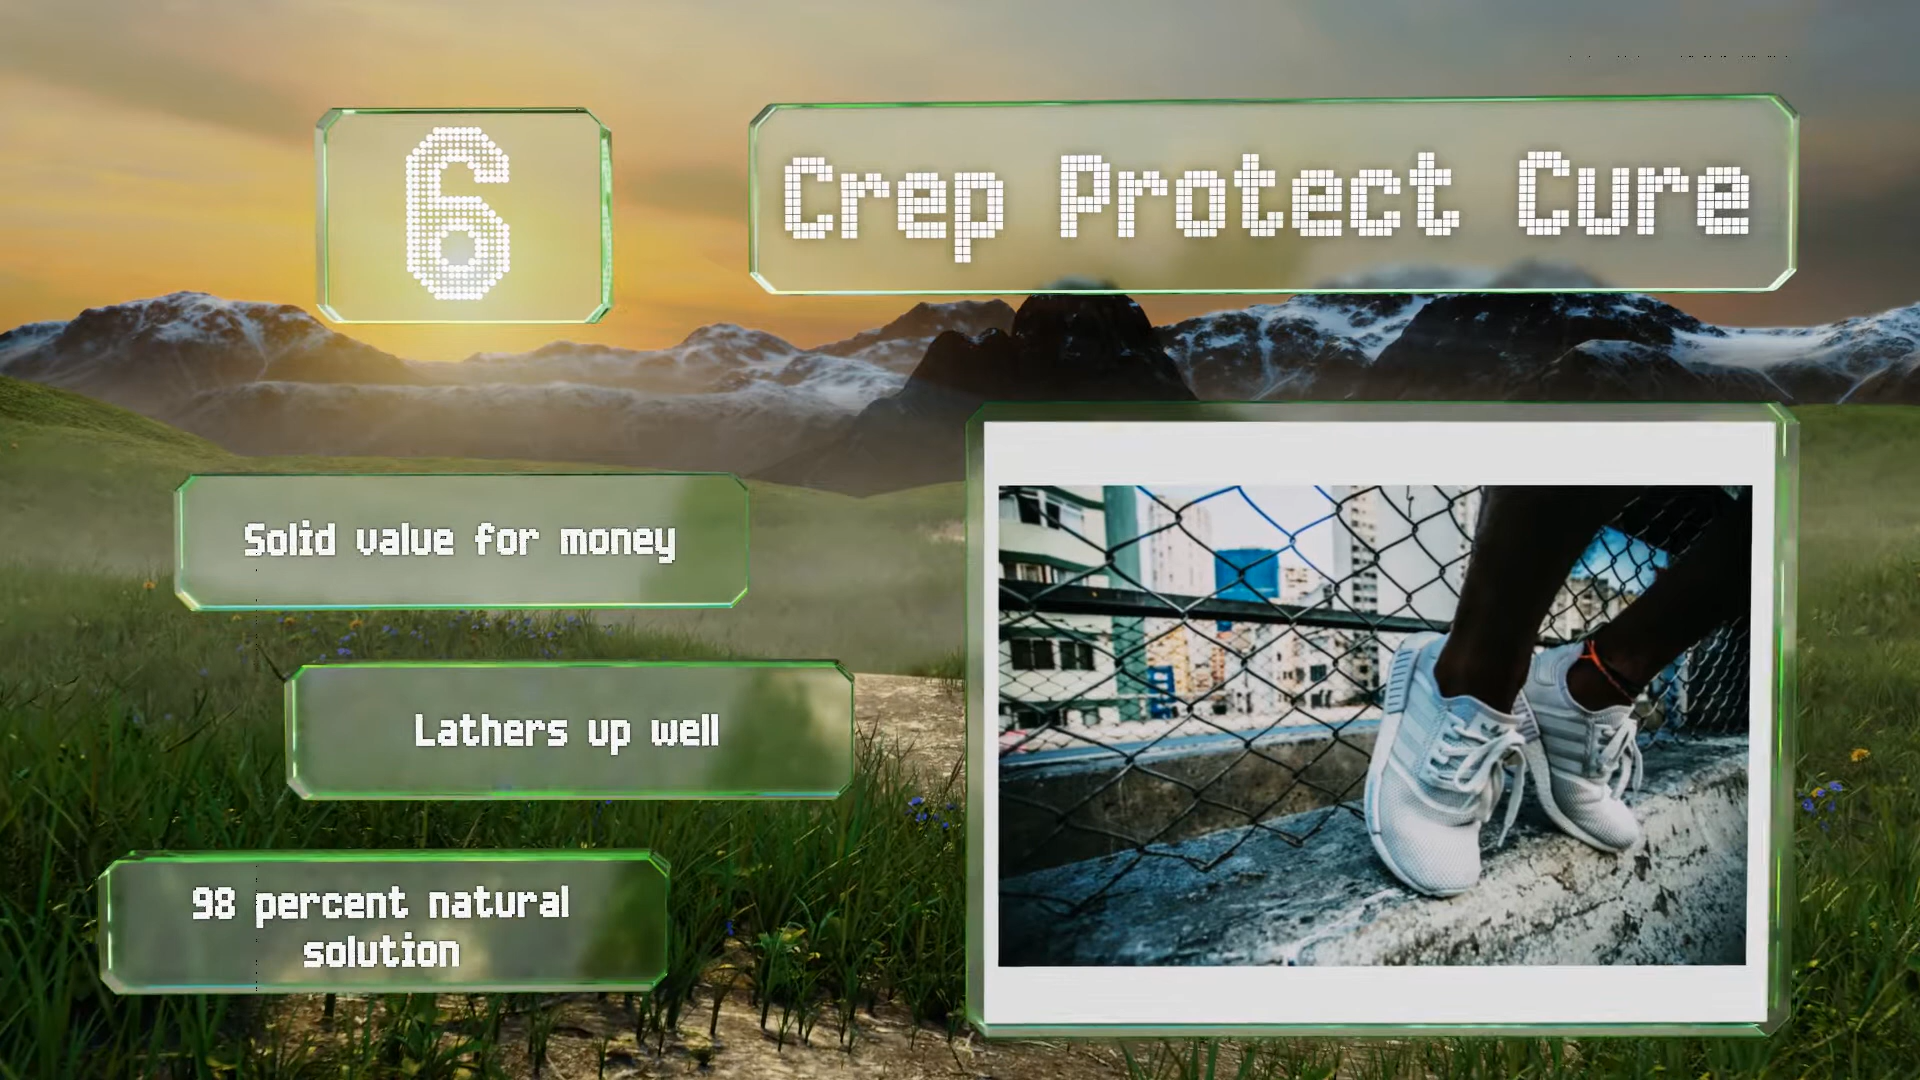 6
Crep Protect Cure
Solid value for money
Lathers up well
98 percent natural
solution